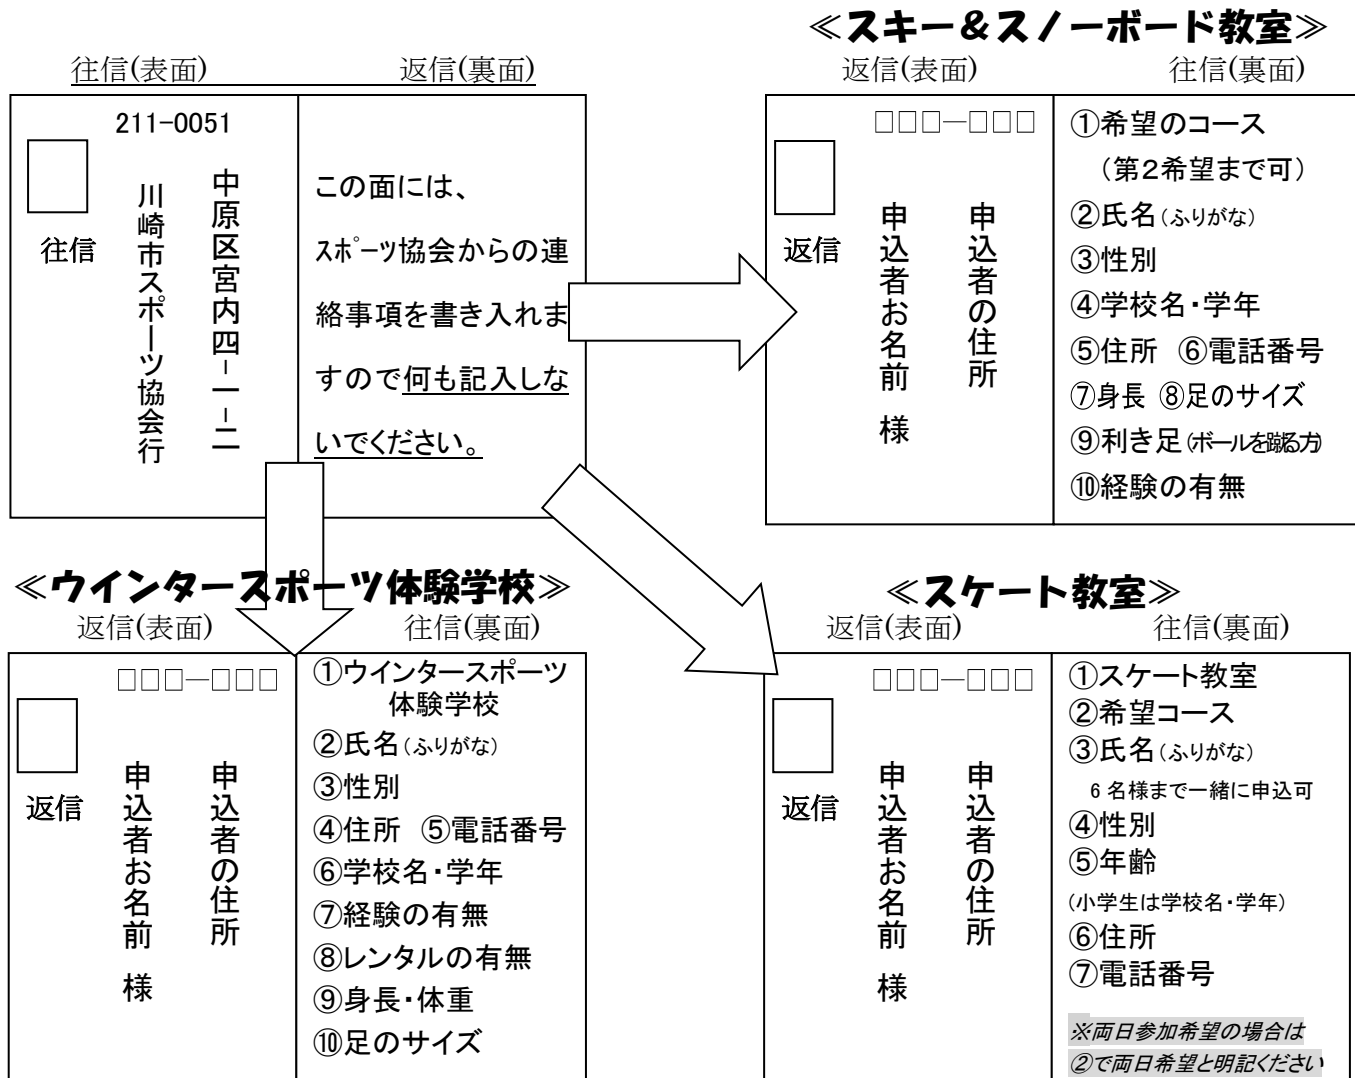 往信(表面)
返信(裏面)
211-0051
往信
中原区宮内四-一-二
川崎市スポーツ協会行
この面には、
スポーツ協会からの連
絡事項を書き入れま
すので何も記入しな
いでください。
≪スキー&スノーボード教室≫
返信(表面)
往信(裏面)
□□□―□□□
返信
申込者の住所
申込者お名前 様
①希望のコース
(第2希望まで可)
②氏名(ふりがな)
③性別
④学校名・学年
⑤住所 ⑥電話番号
⑦身長 ⑧足のサイズ
⑨利き足(ボールを蹴る方)
⑩経験の有無
≪ウインタースポーツ体験学校≫
返信(表面)
往信(裏面)
□□□―□□□
返信
申込者の住所
申込者お名前 様
①ウインタースポーツ
体験学校
②氏名(ふりがな)
③性別
④住所 ⑤電話番号
⑥学校名・学年
⑦経験の有無
⑧レンタルの有無
⑨身長・体重
⑩足のサイズ
≪スケート教室≫
返信(表面)
往信(裏面)
□□□―□□□
返信
申込者の住所
申込者お名前 様
①スケート教室
②希望コース
③氏名(ふりがな)
6名様まで一緒に申込可
④性別
⑤年齢
(小学生は学校名・学年)
⑥住所
⑦電話番号
※両日参加希望の場合は
②で両日希望と明記ください